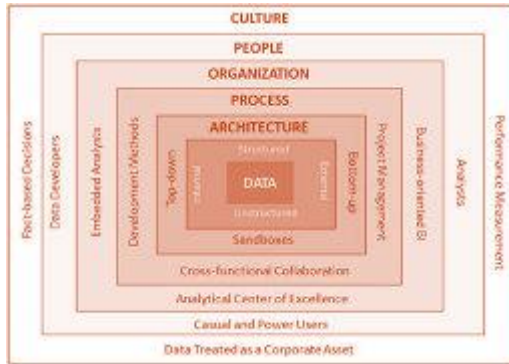 CULTURE
PEOPLE
ORGANIZATION
PROCESS
ARCHITECTURE
Structured
DATA
Unstructured
Internal
External
Top-down
Bottom-up
Sandboxes
Development Methods
Project Management
Cross-functional Collaboration
Embedded Analysts
Business-oriented BI
Analytical Center of Excellence
Data Developers
Analysts
Casual and Power Users
Fact-based Decisions
Performance Measurement
Data Treated as a Corporate Asset